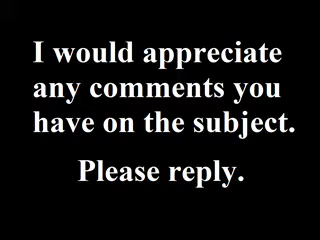 I would appreciate
any comments you
have on the subject.
Please reply.